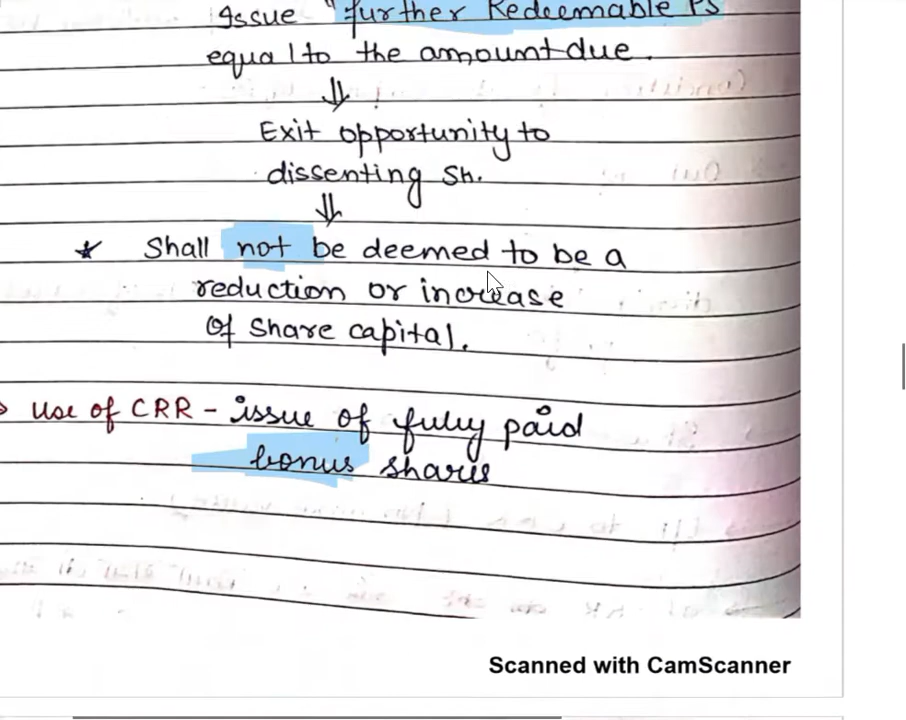 Issue "further Redeemable PS
equal to the amount due.
⇓
Exit opportunity to
dissenting Sh.
⇓
★ Shall not be deemed to be a
reduction or increase
of Share capital.
Use of CRR - issue of fully paid
bonus shares
Scanned with CamScanner